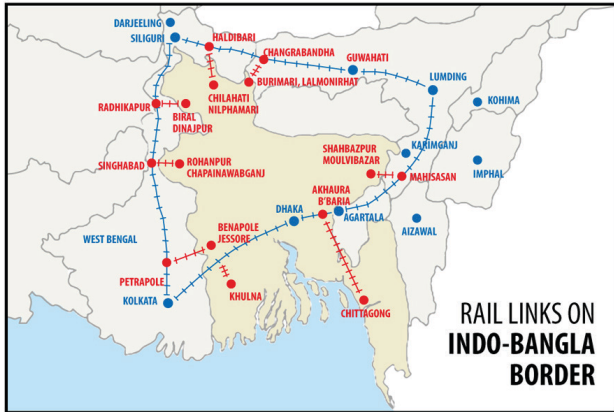 DARJEELING
SILIGURI
HALDIBARI
CHANGRABANDHA
GUWAHATI
BURIMARI, LALMONIRHAT
LUMDING
CHILAHATI
NILPHAMARI
KOHIMA
RADHIKAPUR
BIRAL
DINAJPUR
SINGHABAD
ROHANPUR
CHAPAINAWABGANJ
SHAHBAZPUR
MOULVIBAZAR
KARIMGANJ
MAHISASAN
IMPHAL
AKHAURA
B'BARIA
DHAKA
AGARTALA
AIZAWAL
WEST BENGAL
BENAPOLE
JESSORE
PETRAPOLE
KHULNA
KOLKATA
CHITTAGONG
RAIL LINKS ON
INDO-BANGLA
BORDER